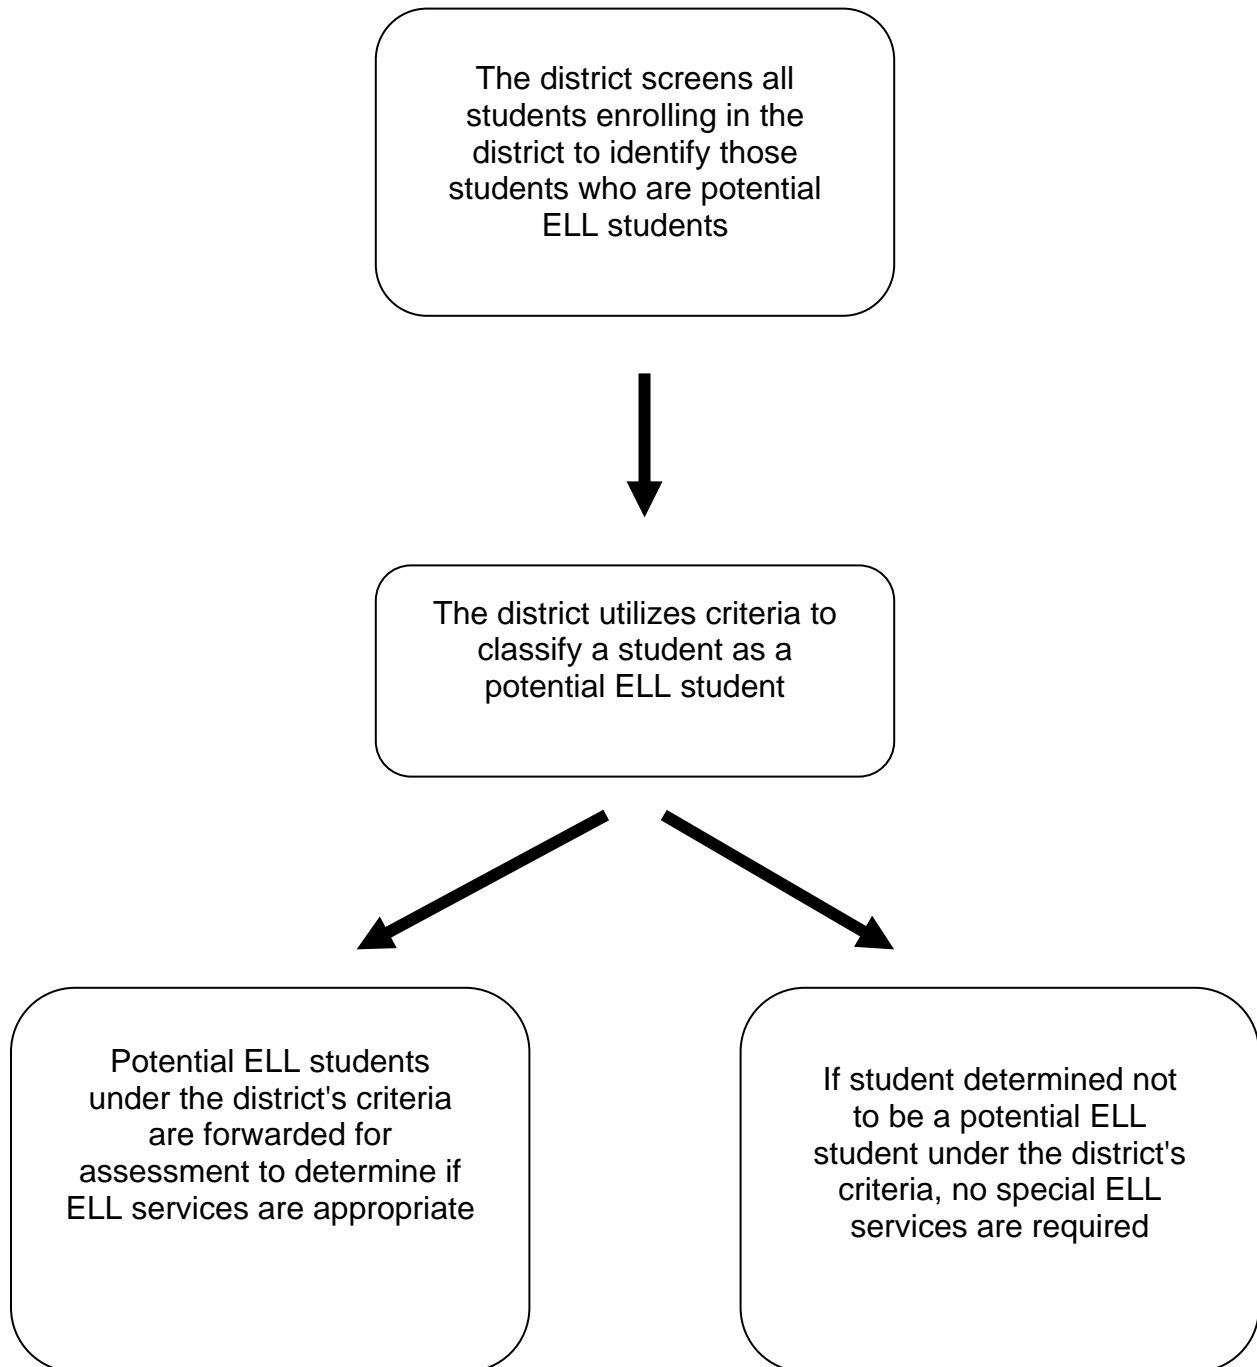 The district screens all
students enrolling in the
district to identify those
students who are potential
ELL students
The district utilizes criteria to
classify a student as a
potential ELL student
Potential ELL students
under the district's criteria
are forwarded for
assessment to determine if
ELL services are appropriate
If student determined not
to be a potential ELL
student under the district's
criteria, no special ELL
services are required